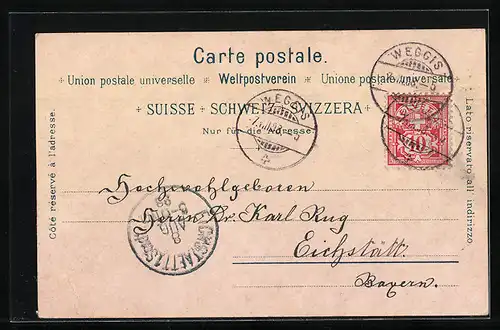 Carte postale.
Union postale universelle + Weltpostverein + Unione postale universale
SUISSE + SCHWEIZ + SVIZZERA +
Nur für die Adresse.
Côté réservé à l'adresse.
Lato riservato all indirizzo.
WEGGIS
WEGGIS
Hochwohlgeboren
Herrn Dr. Karl Rug
Eichstätt.
Bayern.